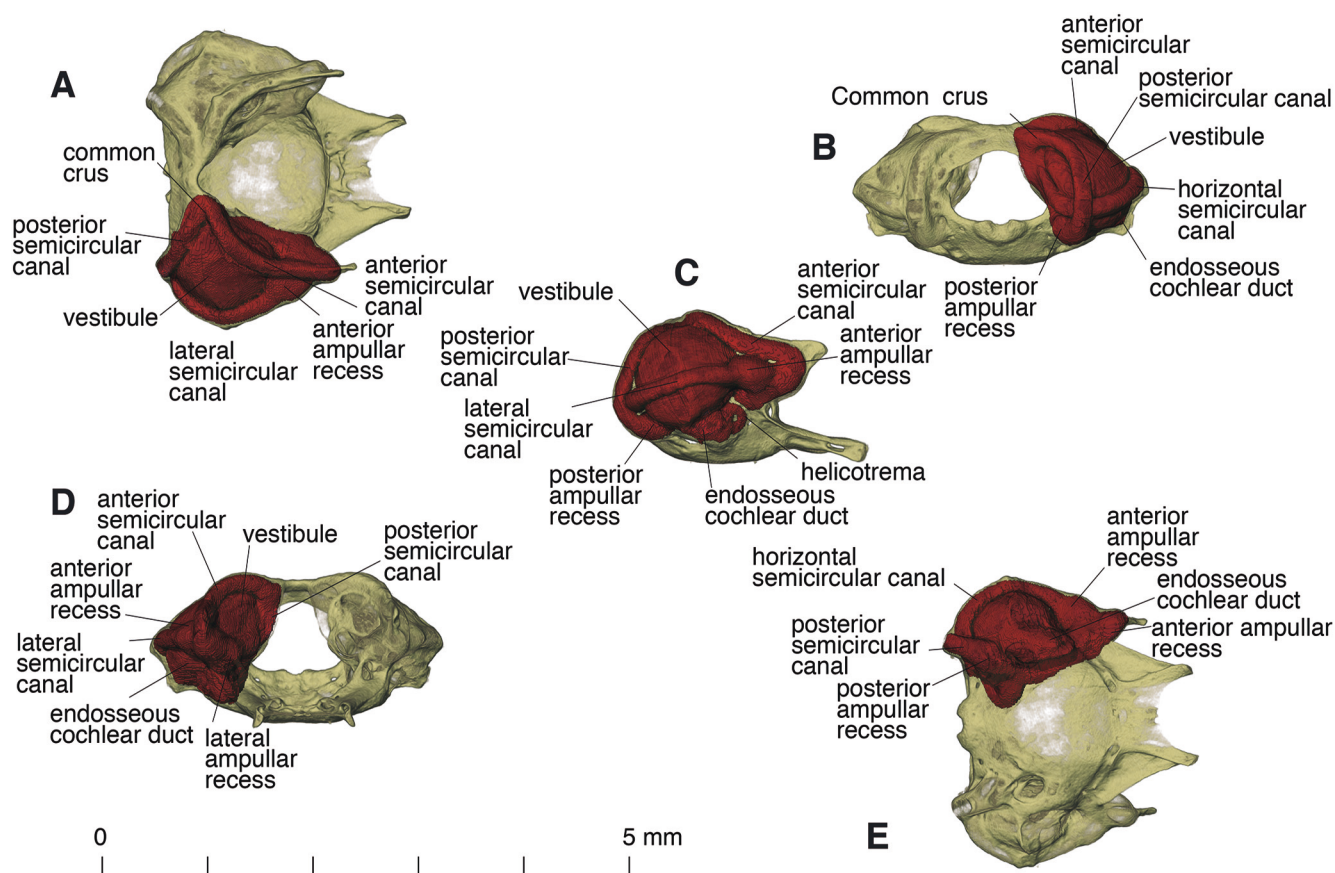 A
common
crus
posterior
semicircular
canal
vestibule
lateral
semicircular
canal
anterior
semicircular
canal
anterior
ampullar
recess
B
Common crus
anterior
semicircular
canal
posterior
semicircular canal
vestibule
horizontal
semicircular
canal
endosseous
cochlear duct
posterior
ampullar
recess
C
vestibule
posterior
semicircular
canal
lateral
semicircular
canal
posterior
ampullar
recess
anterior
semicircular
canal
anterior
ampullar
recess
helicotrema
endosseous
cochlear duct
D
anterior
semicircular
canal
vestibule
posterior
semicircular
canal
anterior
ampullar
recess
lateral
semicircular
canal
endosseous
cochlear duct
lateral
ampullar
recess
horizontal
semicircular canal
posterior
semicircular
canal
posterior
ampullar
recess
anterior
ampullar
recess
endosseous
cochlear duct
anterior ampullar
recess
E
0
5 mm